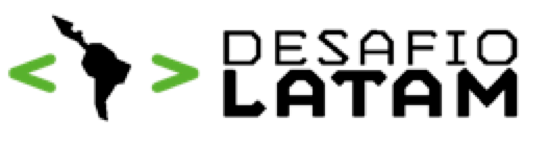 < >
DESAFIO
LATAM